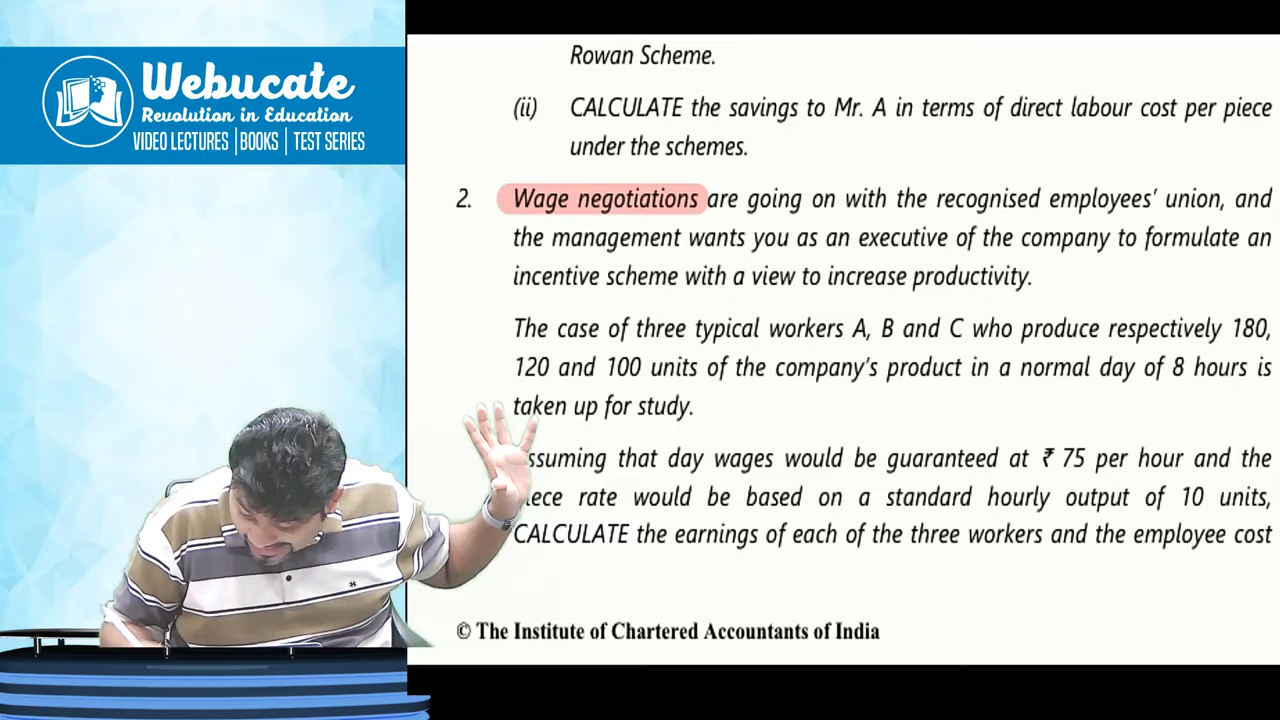 Webucate
Revolution in Education
VIDEO LECTURES | BOOKS | TEST SERIES
Rowan Scheme.
(ii) CALCULATE the savings to Mr. A in terms of direct labour cost per piece
under the schemes.
2. Wage negotiations are going on with the recognised employees' union, and
the management wants you as an executive of the company to formulate an
incentive scheme with a view to increase productivity.
The case of three typical workers A, B and C who produce respectively 180,
120 and 100 units of the company's product in a normal day of 8 hours is
taken up for study.
ssuming that day wages would be guaranteed at ₹ 75 per hour and the
ece rate would be based on a standard hourly output of 10 units,
CALCULATE the earnings of each of the three workers and the employee cost
© The Institute of Chartered Accountants of India